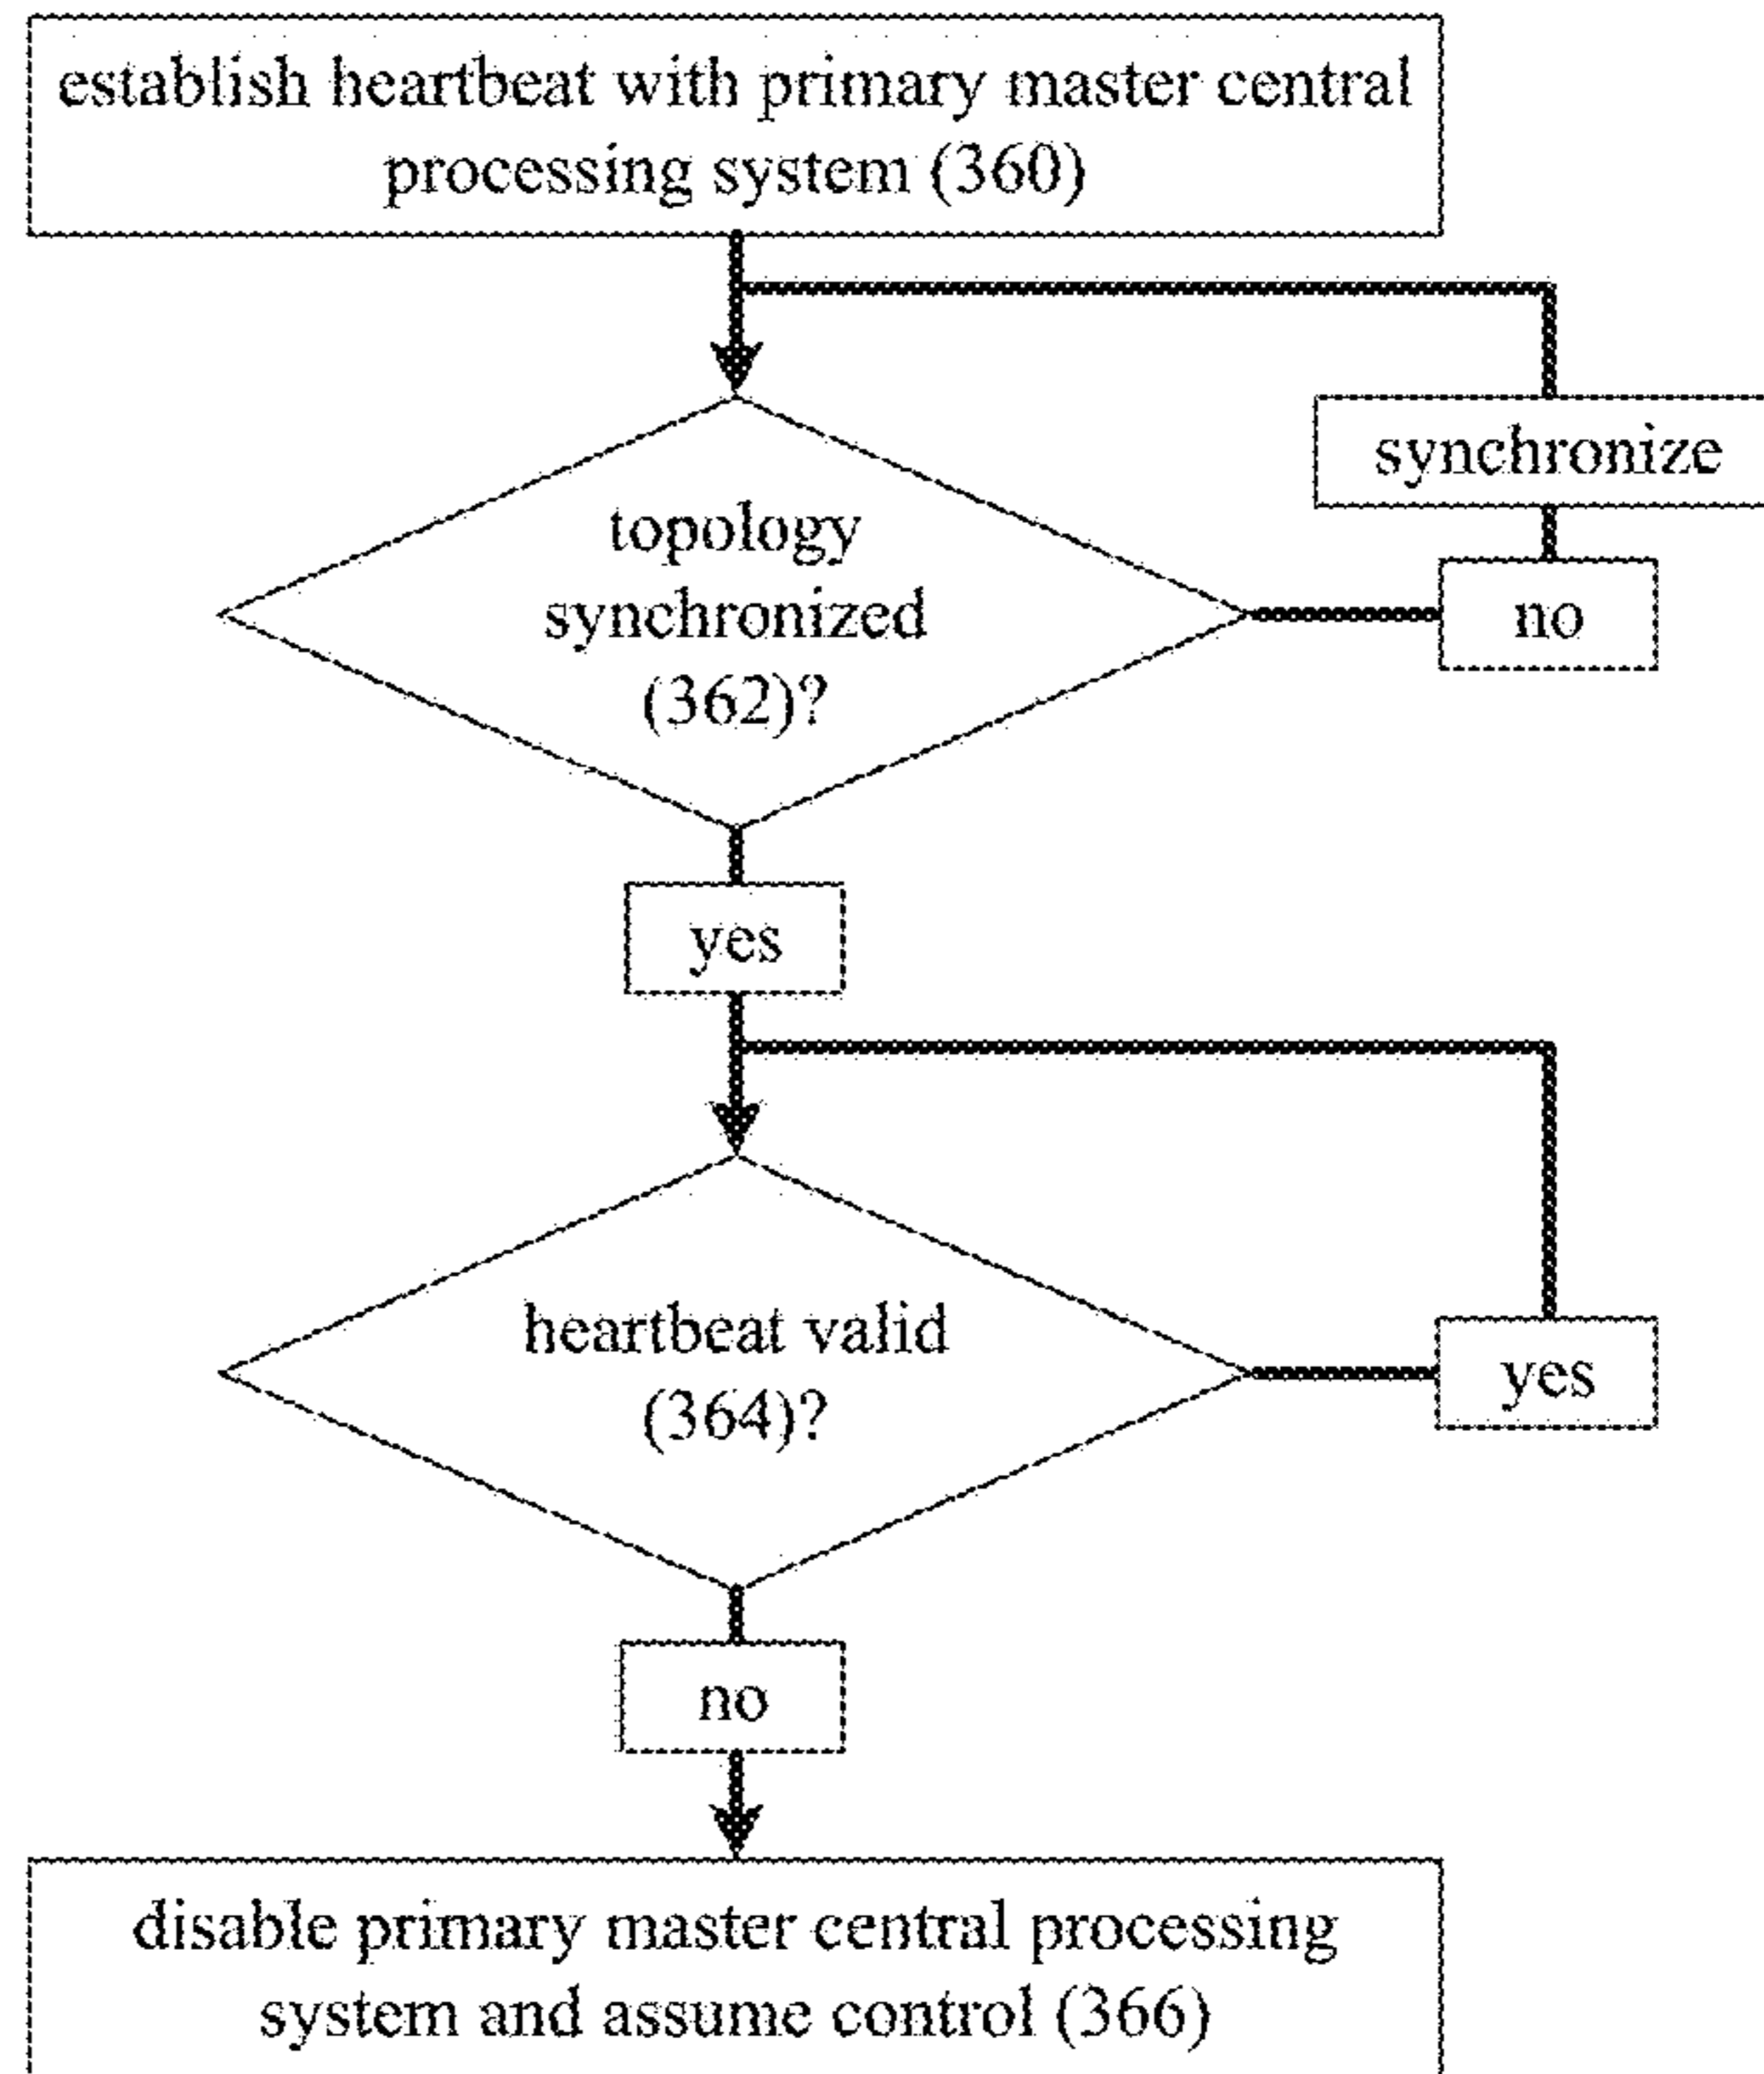 establish heartbeat with primary master central
processing system (360)
synchronize
topology
synchronized
(362)?
no
yes
heartbeat valid
(364)?
yes
no
disable primary master central processing
system and assume control (366)